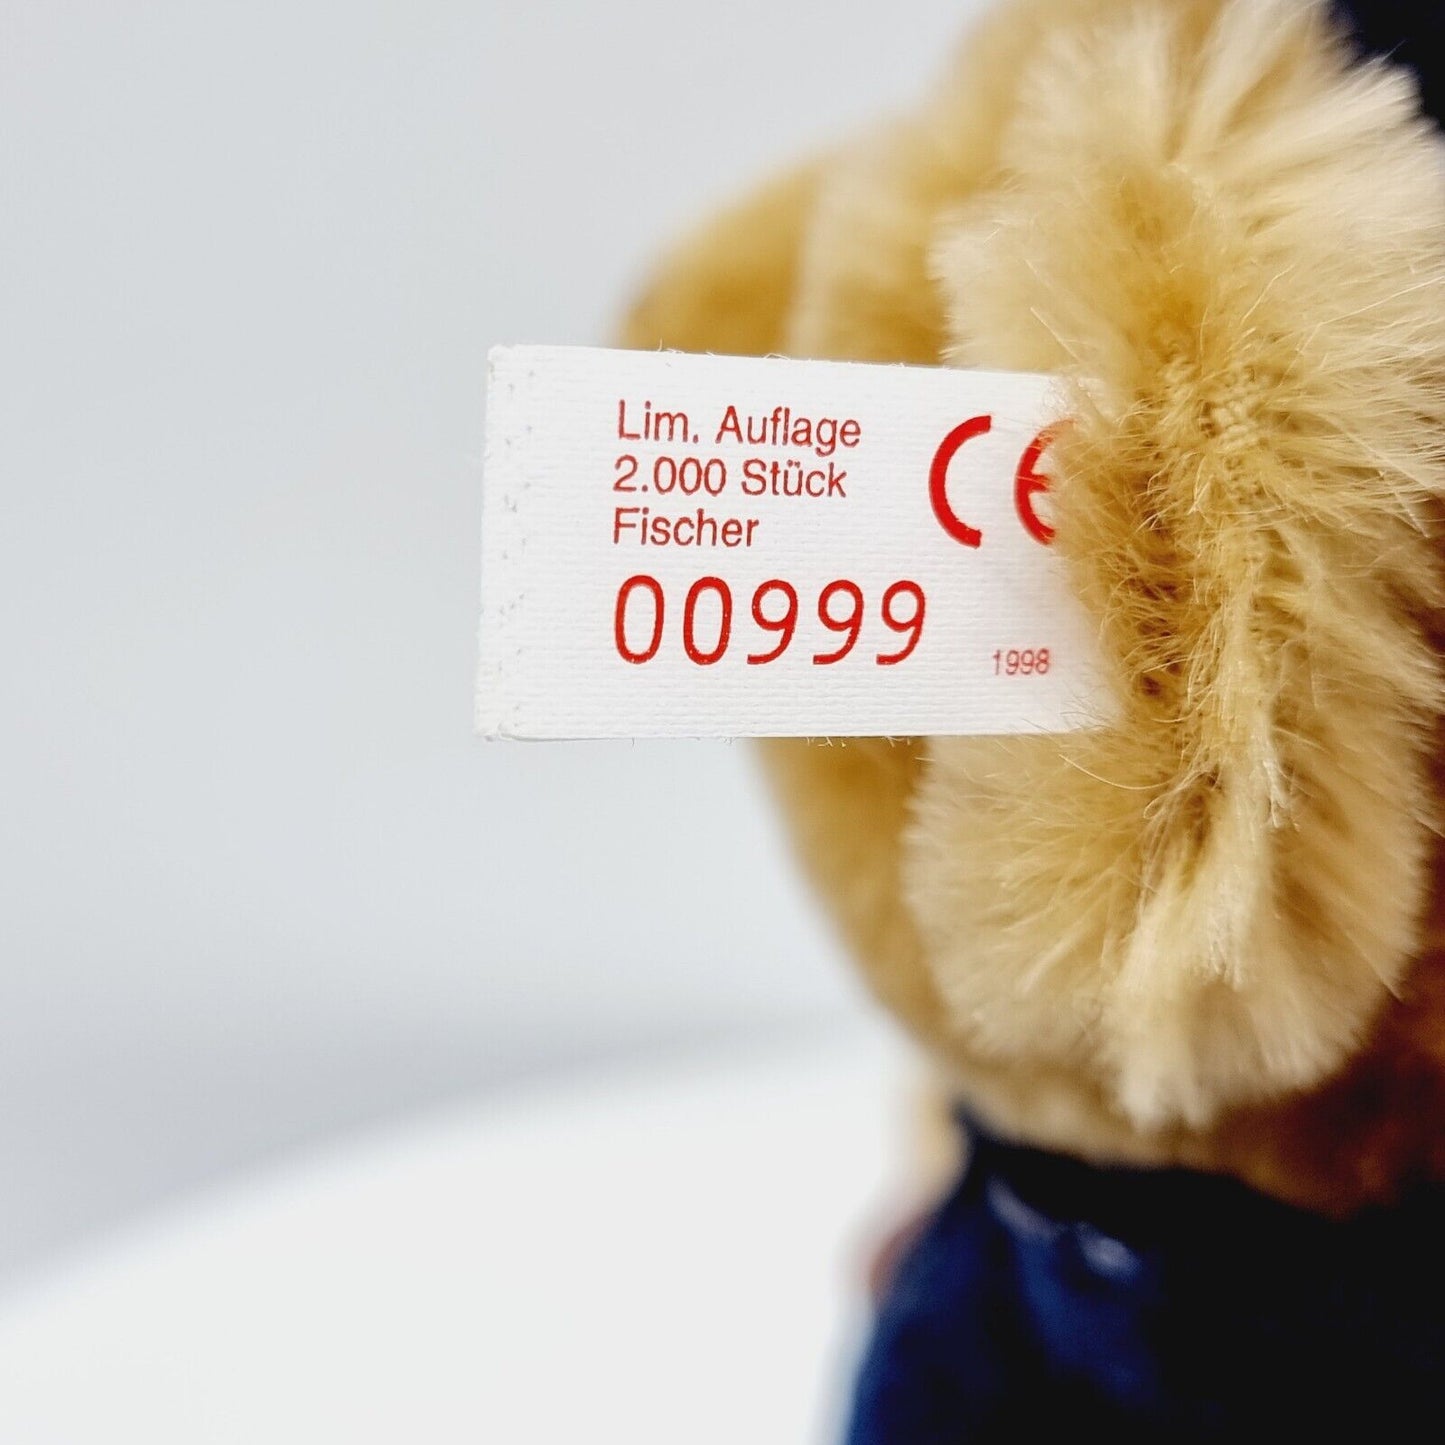 Lim. Auflage
2.000 Stück
Fischer
00999
CE
1998